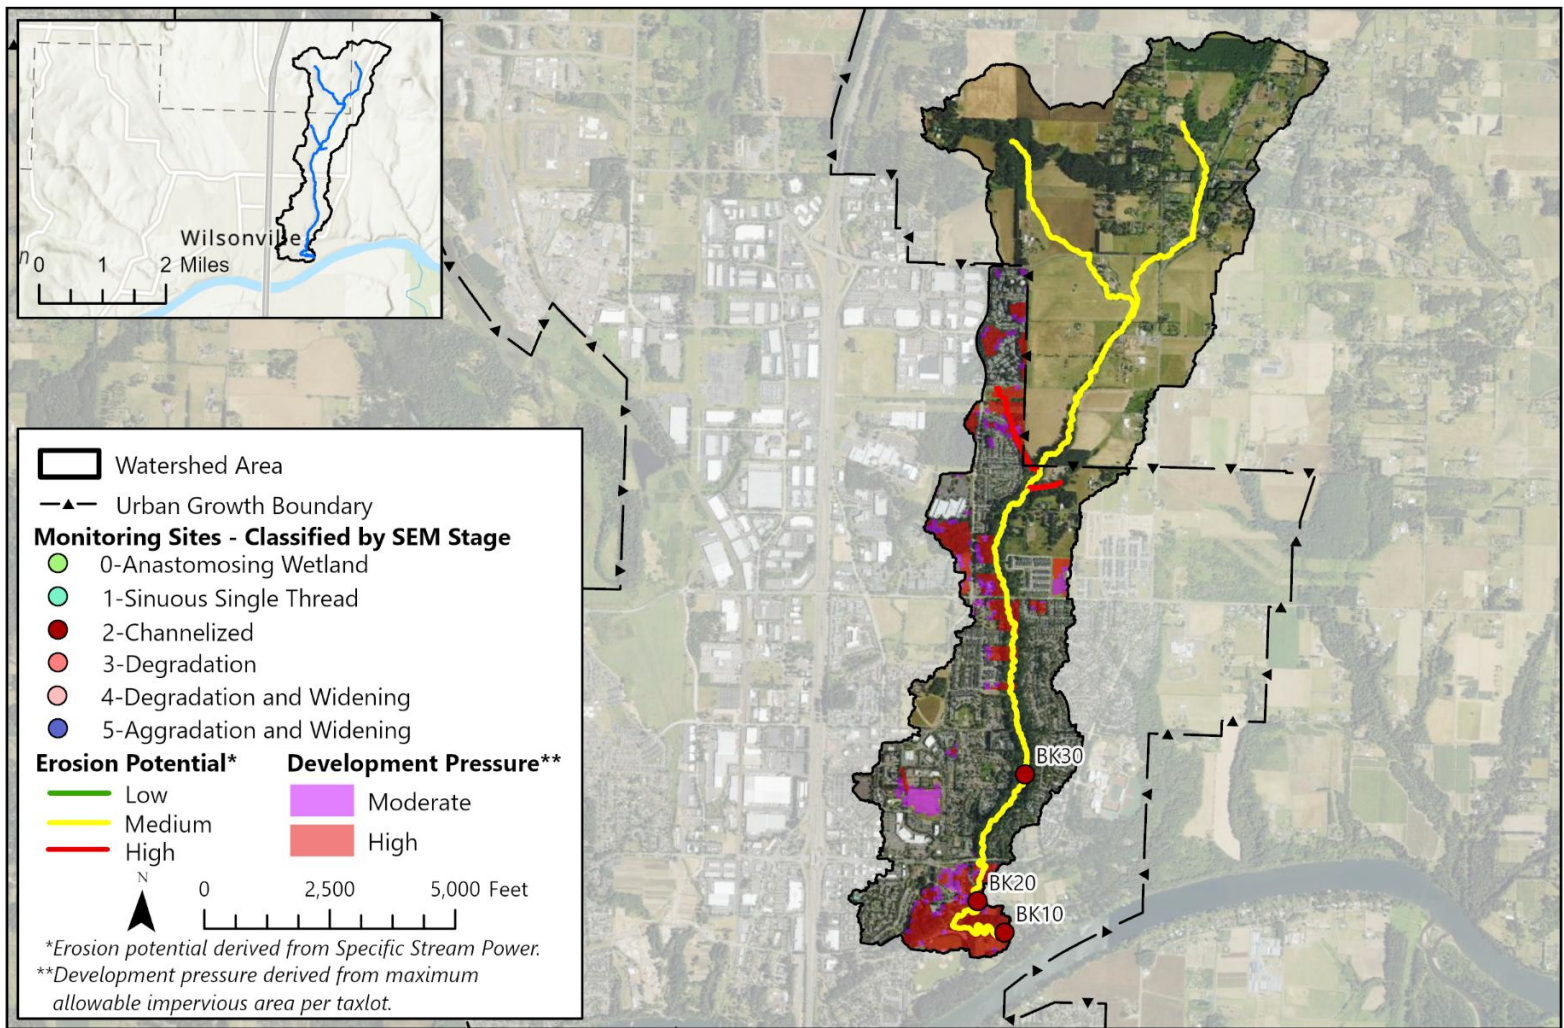 Wilsonville
n
0 1 2 Miles
Watershed Area
Urban Growth Boundary
Monitoring Sites - Classified by SEM Stage
0-Anastomosing Wetland
1-Sinuous Single Thread
2-Channelized
3-Degradation
4-Degradation and Widening
5-Aggradation and Widening
Erosion Potential*
Low
Medium
High
Development Pressure**
Moderate
High
N
0 2,500 5,000 Feet
*Erosion potential derived from Specific Stream Power.
**Development pressure derived from maximum
allowable impervious area per taxlot.
BK30
BK20
BK10